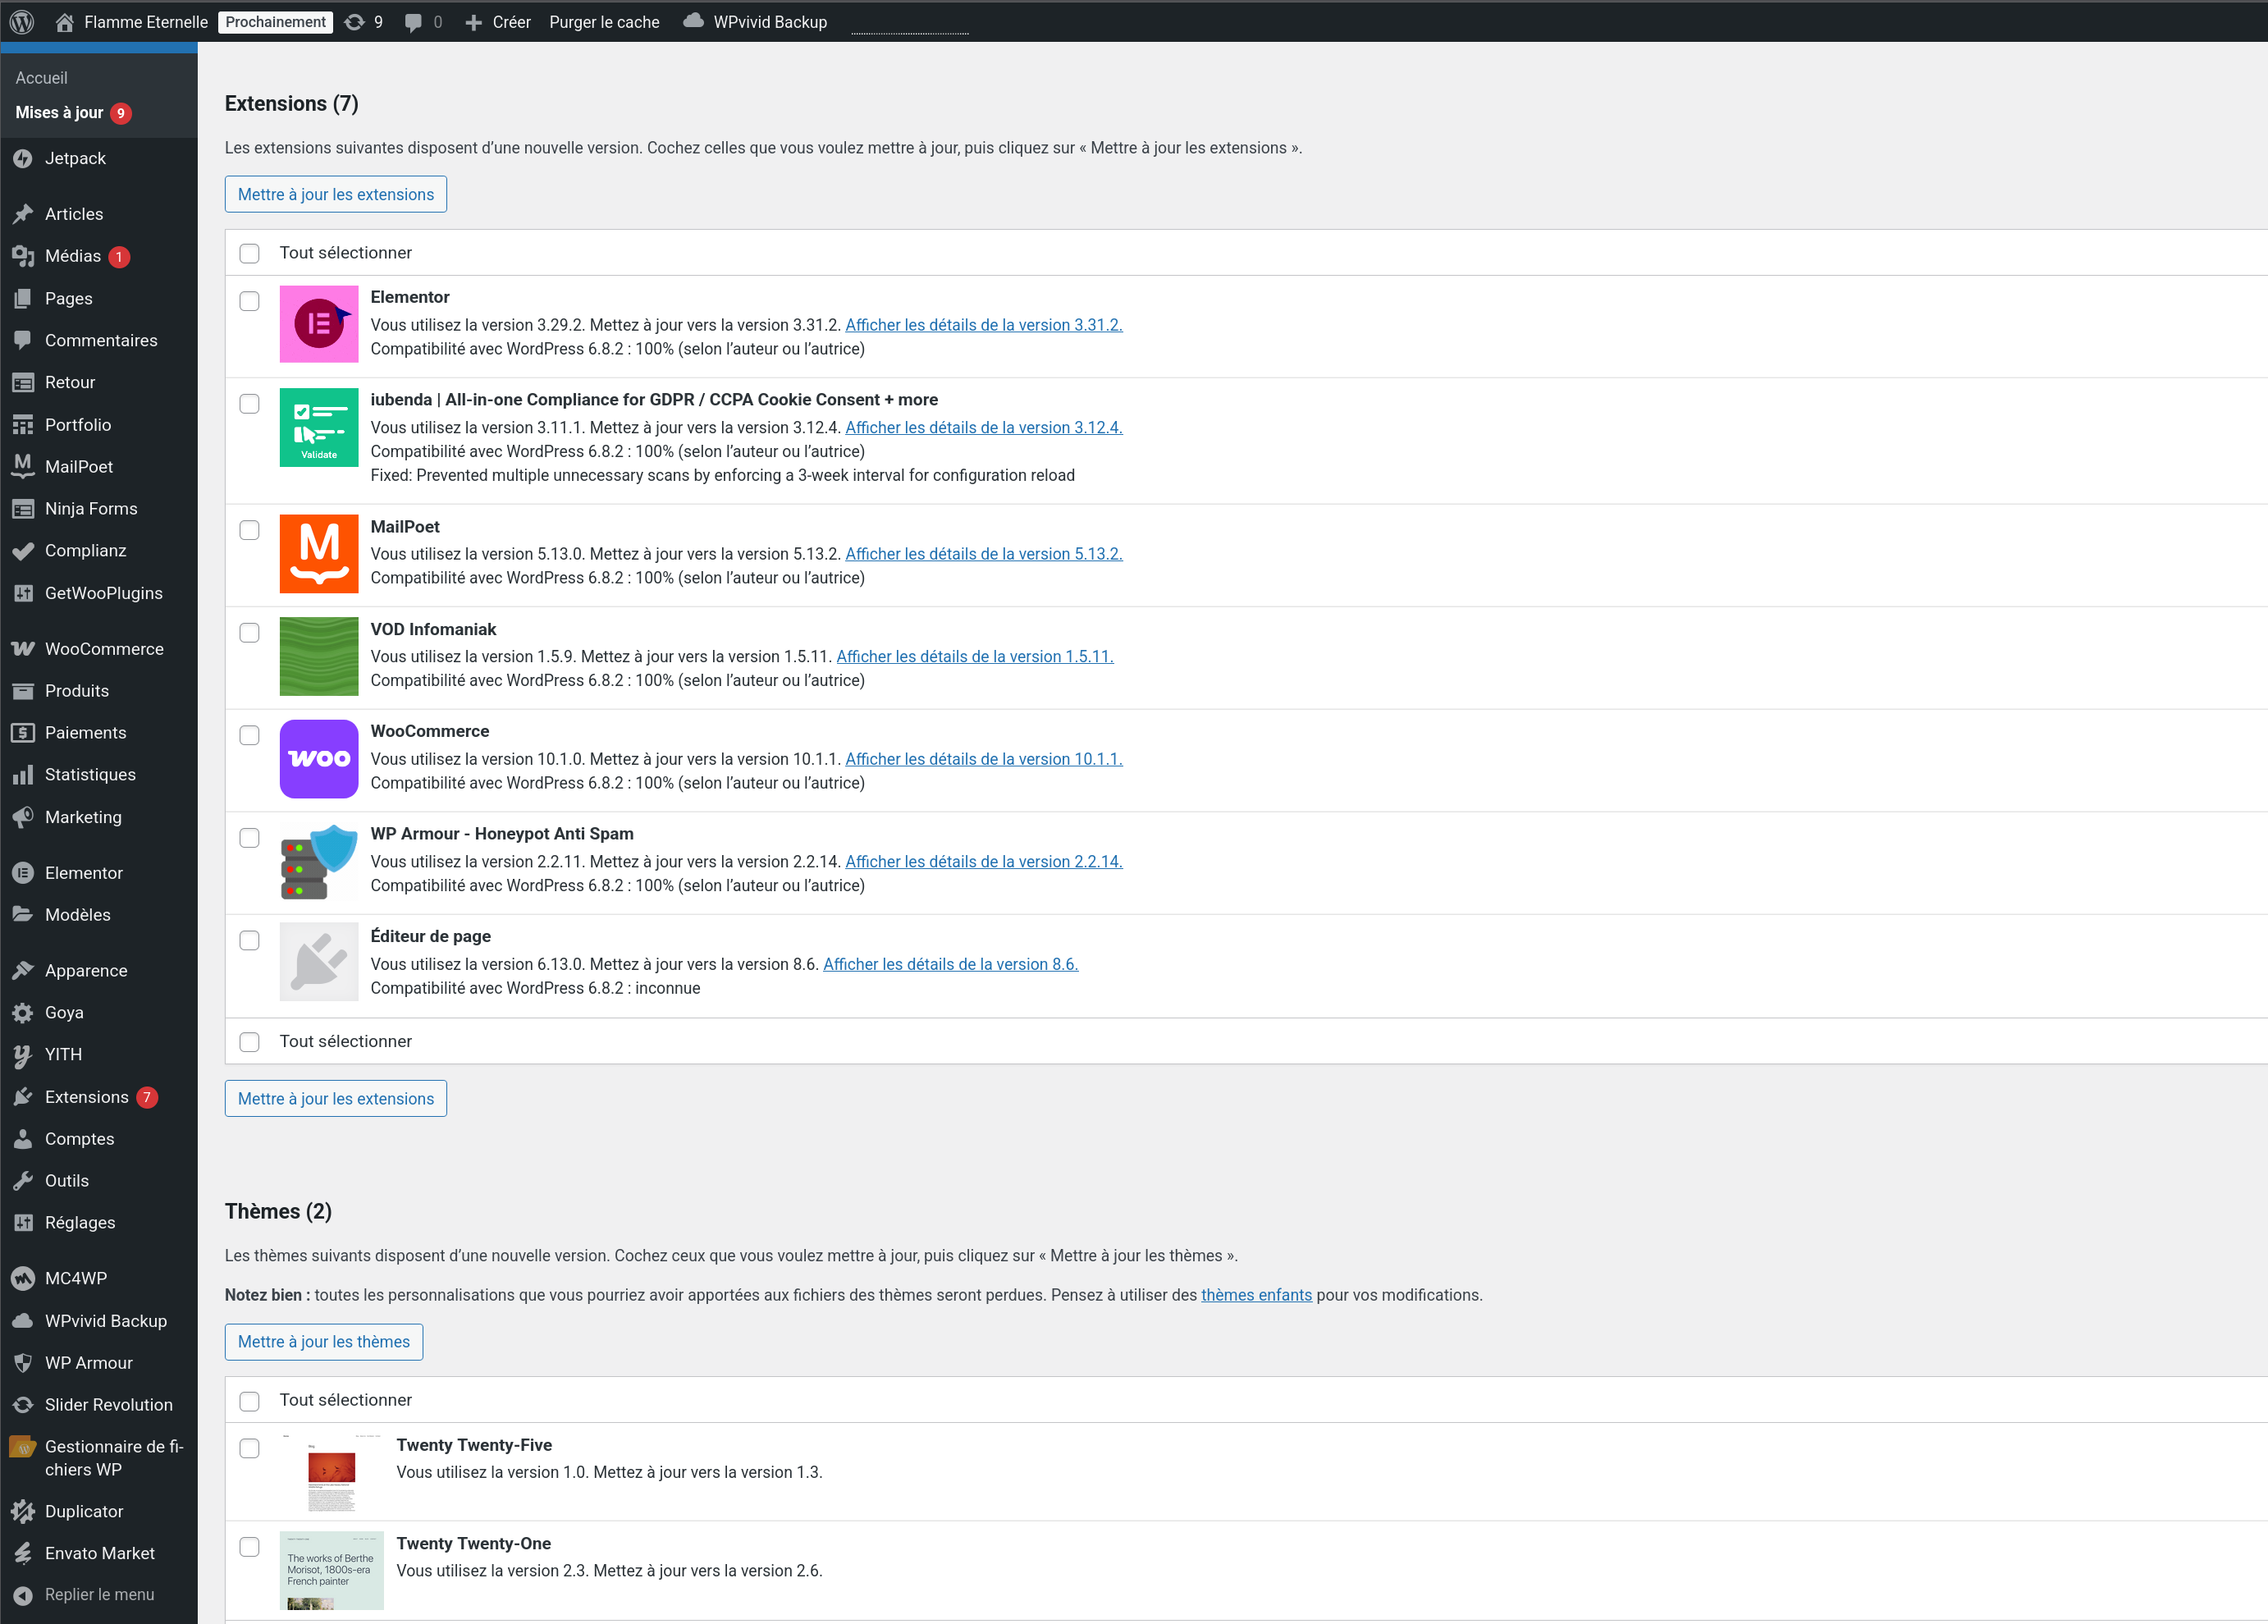 Flamme Eternelle Prochainement 9 0 Créer Purger le cache WPvivid Backup
Accueil
Mises à jour 9
Jetpack
Articles
Médias 1
Pages
Commentaires
Retour
Portfolio
MailPoet
Ninja Forms
Complianz
GetWooPlugins
WooCommerce
Produits
Paiements
Statistiques
Marketing
Elementor
Modèles
Apparence
Goya
YITH
Extensions 7
Comptes
Outils
Réglages
MC4WP
WPvivid Backup
WP Armour
Slider Revolution
Gestionnaire de fi-
chiers WP
Duplicator
Envato Market
Replier le menu
Extensions (7)
Les extensions suivantes disposent d’une nouvelle version. Cochez celles que vous voulez mettre à jour, puis cliquez sur « Mettre à jour les extensions ».
Mettre à jour les extensions
Tout sélectionner
Elementor
Vous utilisez la version 3.29.2. Mettez à jour vers la version 3.31.2. Afficher les détails de la version 3.31.2.
Compatibilité avec WordPress 6.8.2 : 100% (selon l’auteur ou l’autrice)
Validate
iubenda | All-in-one Compliance for GDPR / CCPA Cookie Consent + more
Vous utilisez la version 3.11.1. Mettez à jour vers la version 3.12.4. Afficher les détails de la version 3.12.4.
Compatibilité avec WordPress 6.8.2 : 100% (selon l’auteur ou l’autrice)
Fixed: Prevented multiple unnecessary scans by enforcing a 3-week interval for configuration reload
M
MailPoet
Vous utilisez la version 5.13.0. Mettez à jour vers la version 5.13.2. Afficher les détails de la version 5.13.2.
Compatibilité avec WordPress 6.8.2 : 100% (selon l’auteur ou l’autrice)
VOD Infomaniak
Vous utilisez la version 1.5.9. Mettez à jour vers la version 1.5.11. Afficher les détails de la version 1.5.11.
Compatibilité avec WordPress 6.8.2 : 100% (selon l’auteur ou l’autrice)
woo
WooCommerce
Vous utilisez la version 10.1.0. Mettez à jour vers la version 10.1.1. Afficher les détails de la version 10.1.1.
Compatibilité avec WordPress 6.8.2 : 100% (selon l’auteur ou l’autrice)
WP Armour - Honeypot Anti Spam
Vous utilisez la version 2.2.11. Mettez à jour vers la version 2.2.14. Afficher les détails de la version 2.2.14.
Compatibilité avec WordPress 6.8.2 : 100% (selon l’auteur ou l’autrice)
Éditeur de page
Vous utilisez la version 6.13.0. Mettez à jour vers la version 8.6. Afficher les détails de la version 8.6.
Compatibilité avec WordPress 6.8.2 : inconnue
Tout sélectionner
Mettre à jour les extensions
Thèmes (2)
Les thèmes suivants disposent d’une nouvelle version. Cochez ceux que vous voulez mettre à jour, puis cliquez sur « Mettre à jour les thèmes ».
Notez bien : toutes les personnalisations que vous pourriez avoir apportées aux fichiers des thèmes seront perdues. Pensez à utiliser des thèmes enfants pour vos modifications.
Mettre à jour les thèmes
Tout sélectionner
Twenty Twenty-Five
Vous utilisez la version 1.0. Mettez à jour vers la version 1.3.
The works of Berthe
Morisot, 1800s-era
French painter
Twenty Twenty-One
Vous utilisez la version 2.3. Mettez à jour vers la version 2.6.